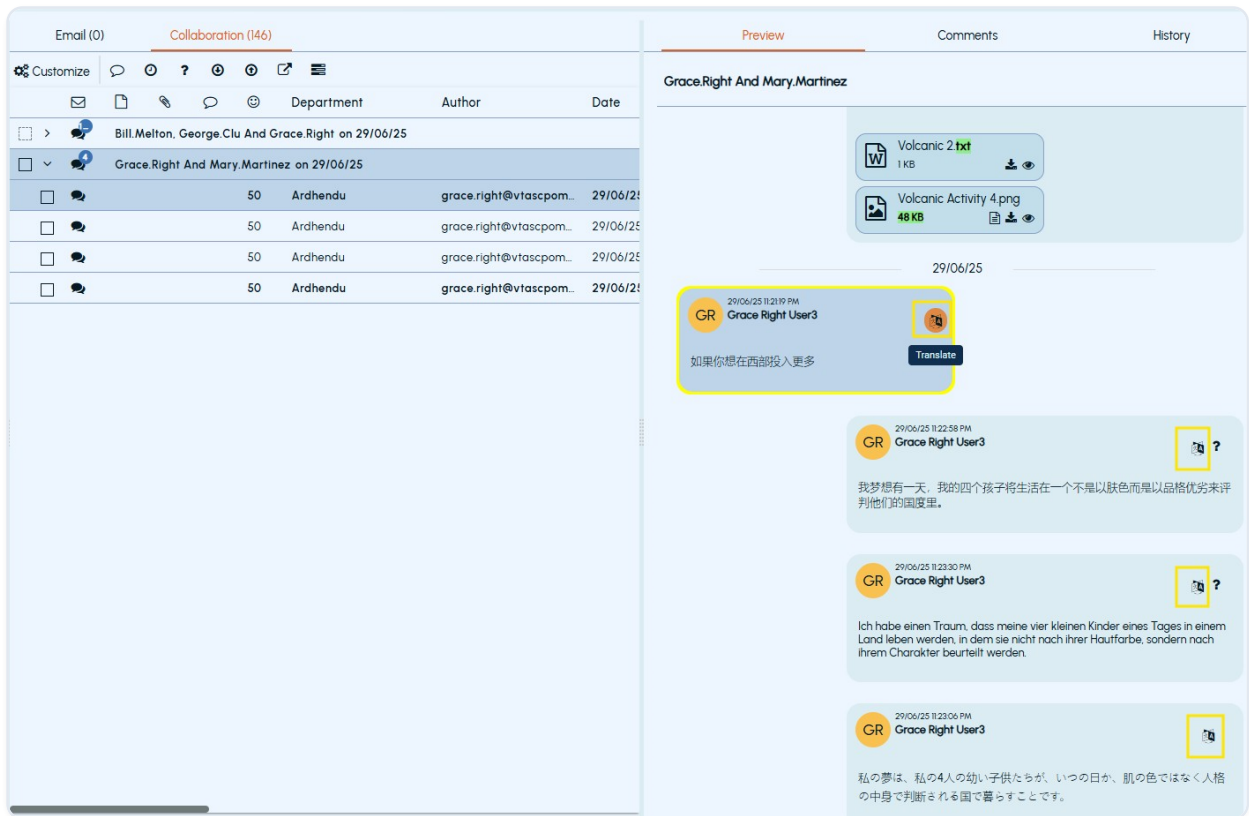 Email (0)
Collaboration (146)
Customize
?
Department
Author
Date
Bill.Melton, George.Clu And Grace.Right on 29/06/25
4
Grace.Right And Mary.Martinez on 29/06/25
50 Ardhendu grace.right@vtascpom... 29/06/25
50 Ardhendu grace.right@vtascpom... 29/06/25
50 Ardhendu grace.right@vtascpom... 29/06/25
50 Ardhendu grace.right@vtascpom... 29/06/25
Preview
Comments
History
Grace.Right And Mary.Martinez
Volcanic 2.txt
1 KB
Volcanic Activity 4.png
48 KB
29/06/25
29/06/25 11:21:19 PM
GR
Grace Right User3
Translate
如果你想在西部投入更多
29/06/25 11:22:58 PM
GR
Grace Right User3
?
我梦想有一天，我的四个孩子将生活在一个不是以肤色而是以品格优劣来评
判他们的国度里。
29/06/25 11:23:30 PM
GR
Grace Right User3
?
Ich habe einen Traum, dass meine vier kleinen Kinder eines Tages in einem
Land leben werden, in dem sie nicht nach ihrer Hautfarbe, sondern nach
ihrem Charakter beurteilt werden.
29/06/25 11:23:06 PM
GR
Grace Right User3
私の夢は、私の4人の幼い子供たちが、いつの日か、肌の色ではなく人格
の中身で判断される国で暮らすことです。